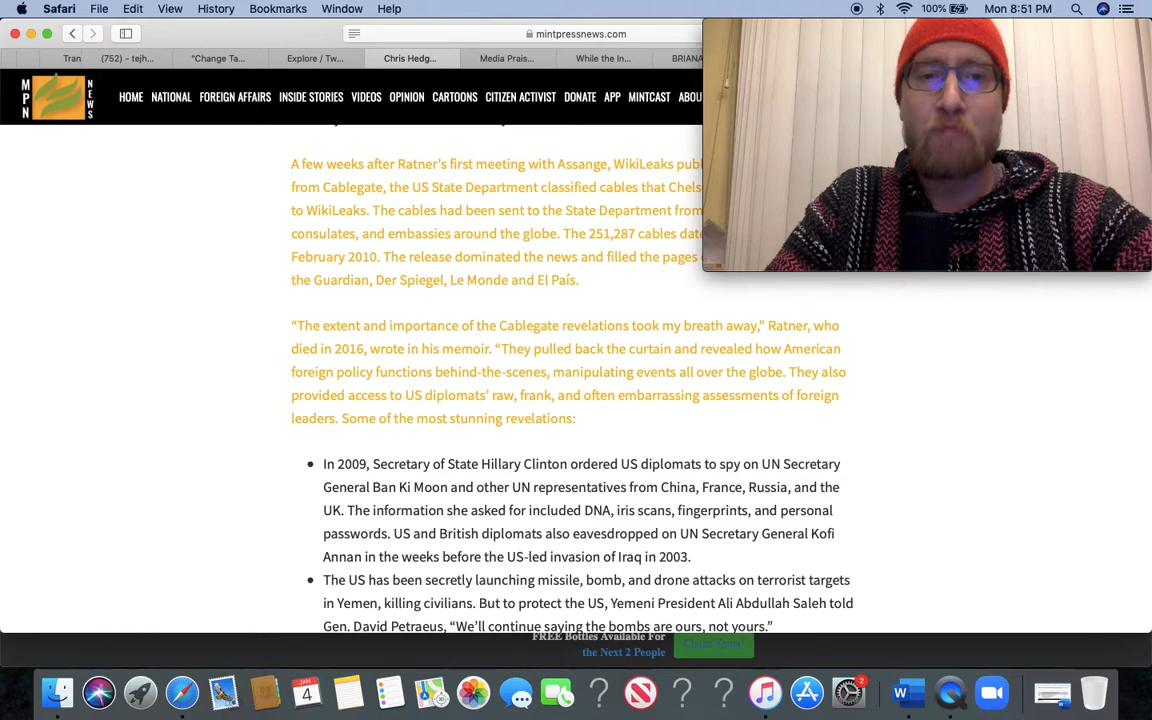 Safari File Edit View History Bookmarks Window Help 100% Mon 8:51 PM
mintpressnews.com
Tran (752) – tejh... "Change Ta... Explore / Tw... Chris Hedg... Media Prais... While the In... BRIANA
MPN NEWS HOME NATIONAL FOREIGN AFFAIRS INSIDE STORIES VIDEOS OPINION CARTOONS CITIZEN ACTIVIST DONATE APP MINTCAST ABOU
A few weeks after Ratner's first meeting with Assange, WikiLeaks publ
from Cablegate, the US State Department classified cables that Chels
to WikiLeaks. The cables had been sent to the State Department from
consulates, and embassies around the globe. The 251,287 cables date
February 2010. The release dominated the news and filled the pages
the Guardian, Der Spiegel, Le Monde and El País.
“The extent and importance of the Cablegate revelations took my breath away,” Ratner, who
died in 2016, wrote in his memoir. “They pulled back the curtain and revealed how American
foreign policy functions behind-the-scenes, manipulating events all over the globe. They also
provided access to US diplomats’ raw, frank, and often embarrassing assessments of foreign
leaders. Some of the most stunning revelations:
• In 2009, Secretary of State Hillary Clinton ordered US diplomats to spy on UN Secretary
General Ban Ki Moon and other UN representatives from China, France, Russia, and the
UK. The information she asked for included DNA, iris scans, fingerprints, and personal
passwords. US and British diplomats also eavesdropped on UN Secretary General Kofi
Annan in the weeks before the US-led invasion of Iraq in 2003.
• The US has been secretly launching missile, bomb, and drone attacks on terrorist targets
in Yemen, killing civilians. But to protect the US, Yemeni President Ali Abdullah Saleh told
Gen. David Petraeus, “We’ll continue saying the bombs are ours, not yours.”
FREE Bottles Available For
the Next 2 People
Claim Yours!
JAN
4
2